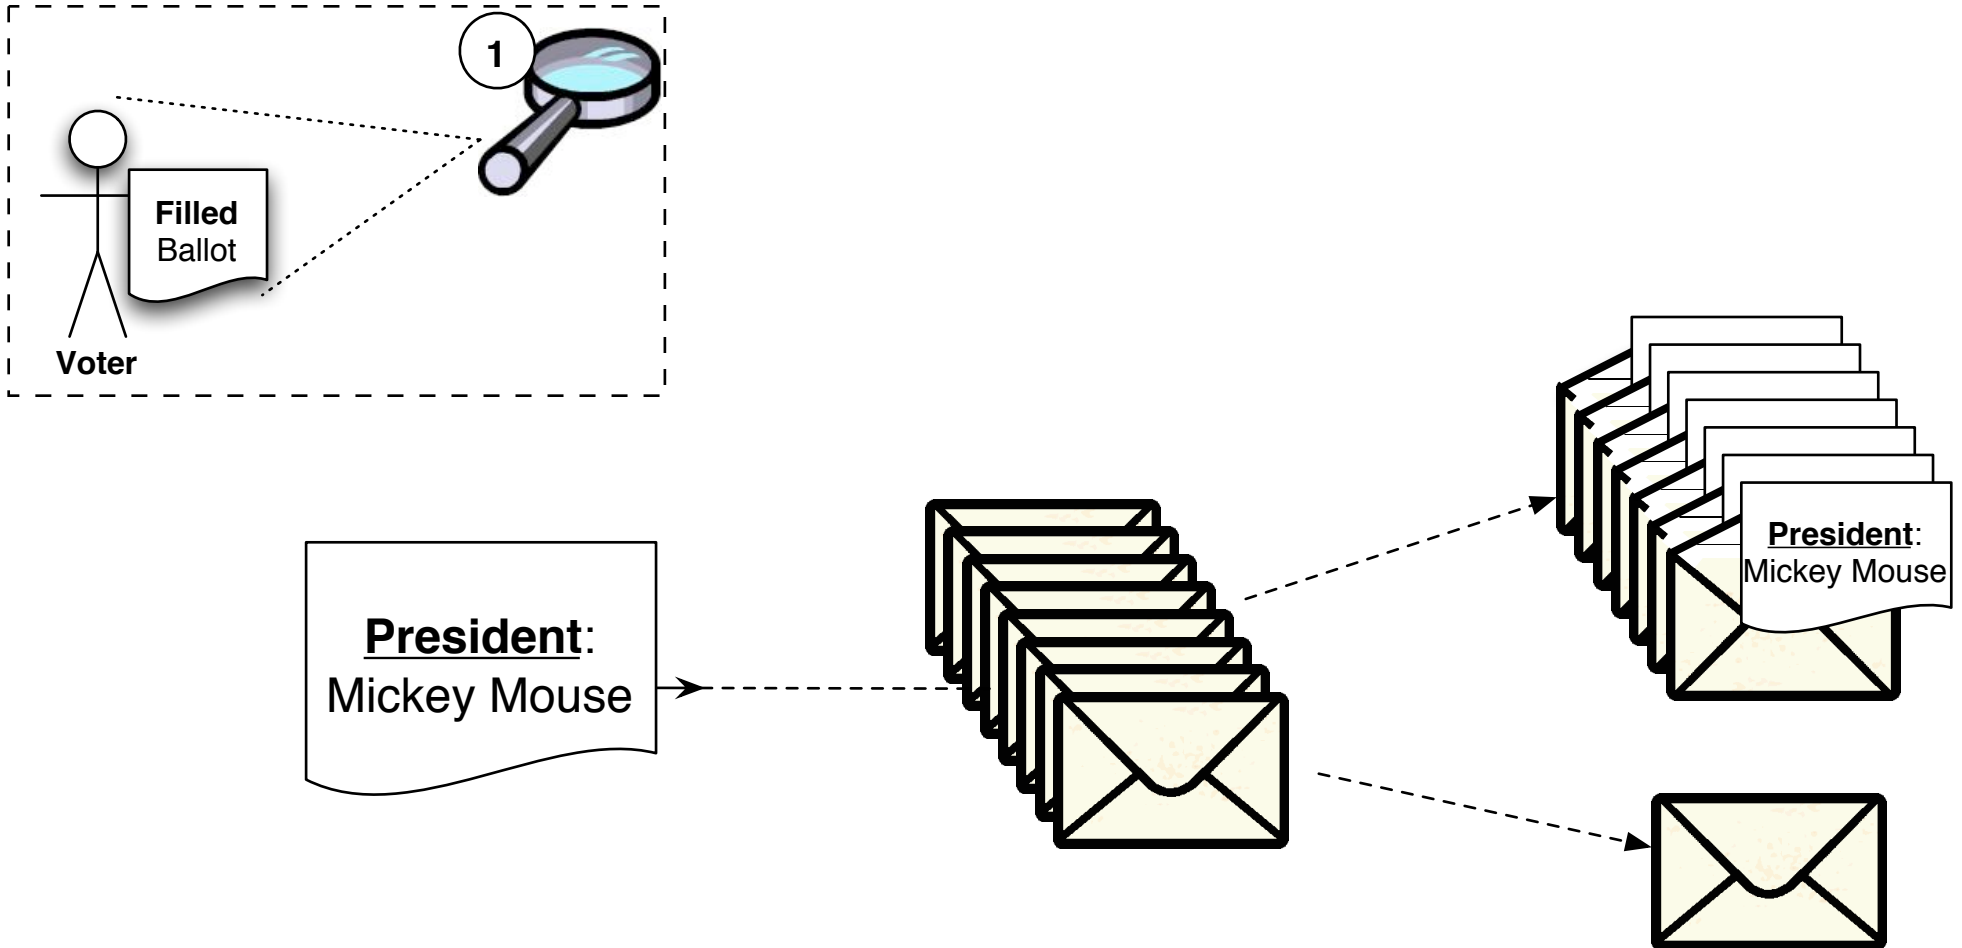 1
Filled
Ballot
Voter
President:
Mickey Mouse
President:
Mickey Mouse